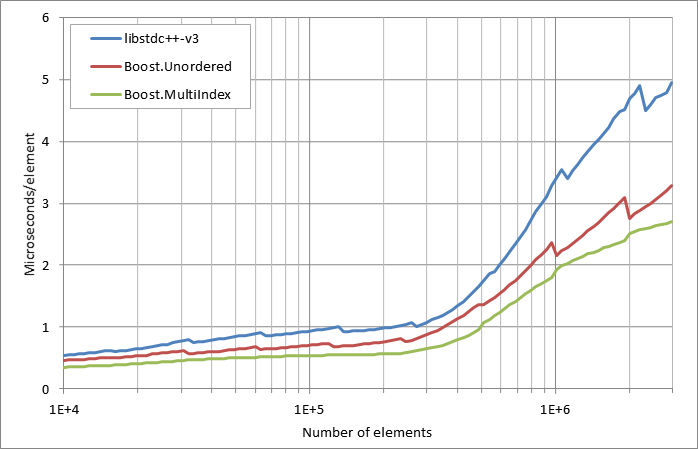 6
5
4
3
2
1
0
Microseconds/element
libstdc++-v3
Boost.Unordered
Boost.MultiIndex
1E+4
1E+5
1E+6
Number of elements